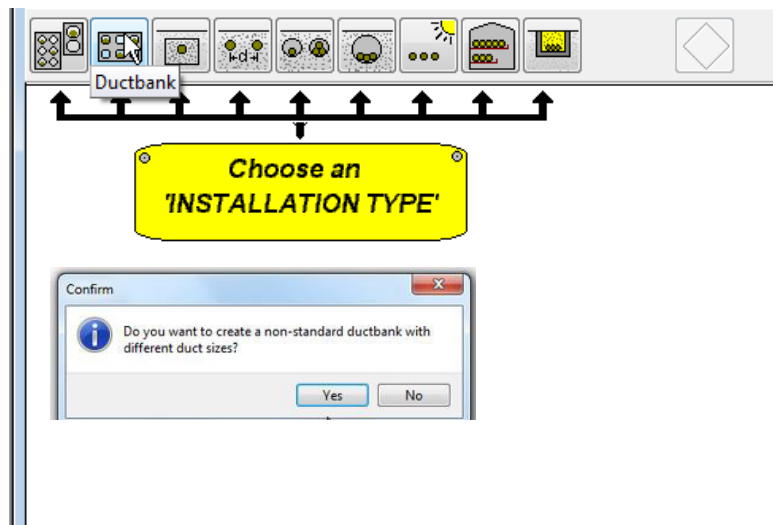 d
Ductbank
Choose an
'INSTALLATION TYPE'
Confirm
Do you want to create a non-standard ductbank with
different duct sizes?
Yes
No